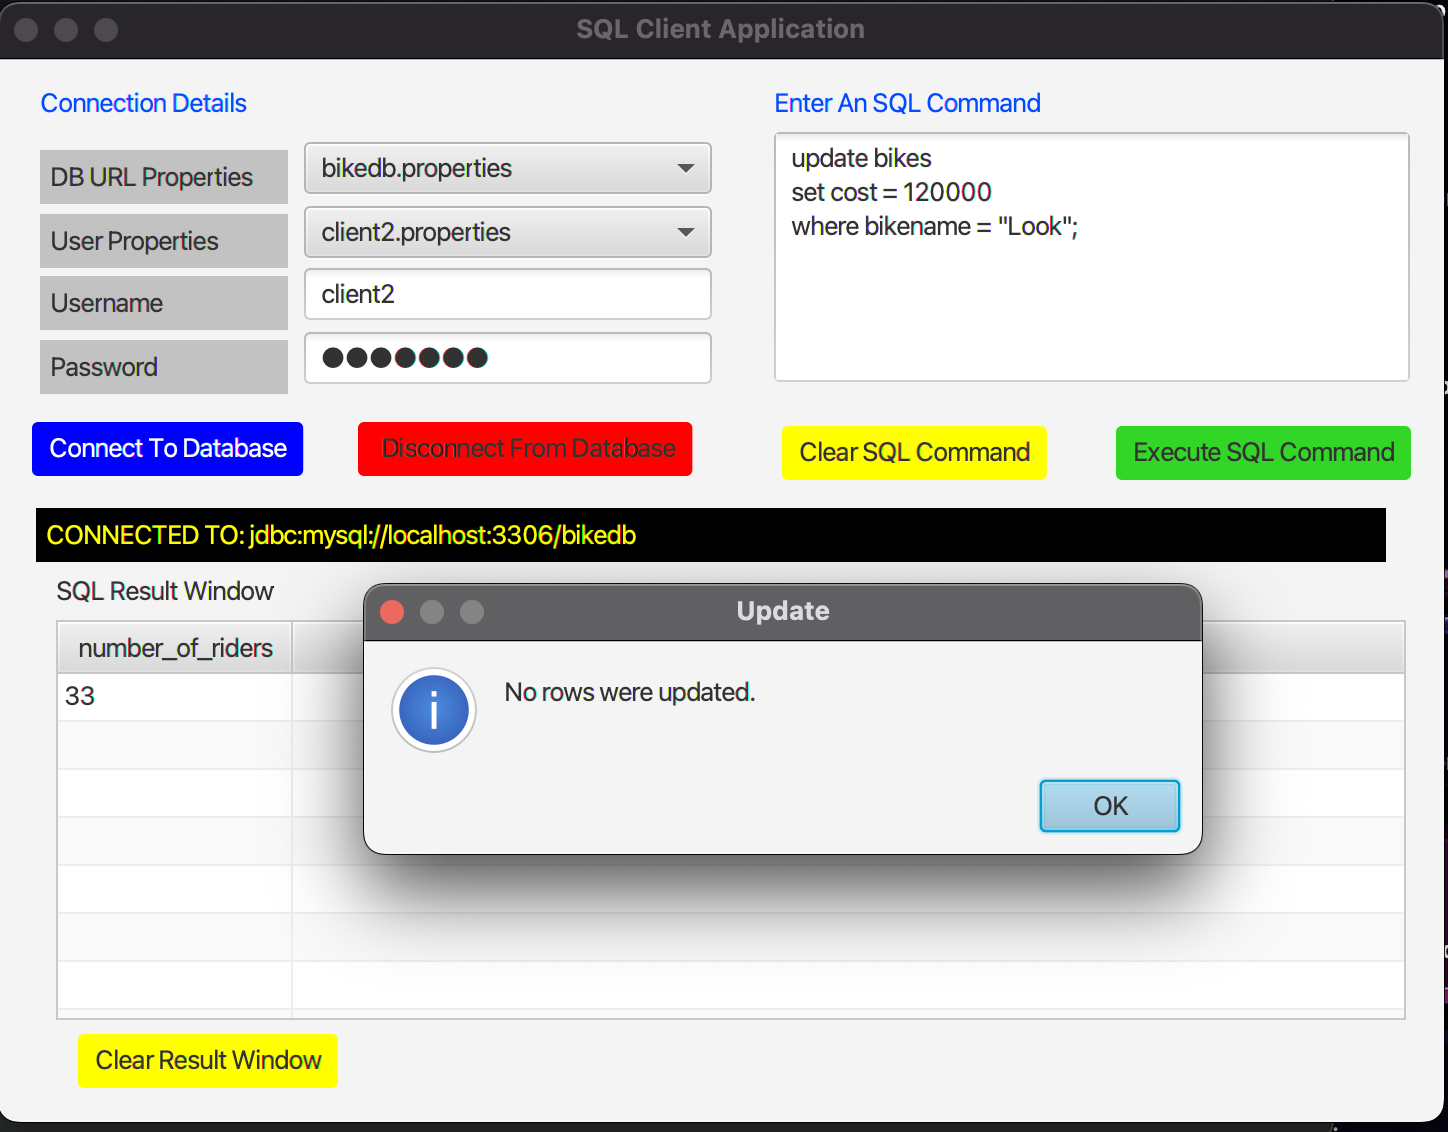 SQL Client Application
Connection Details
DB URL Properties
bikedb.properties
User Properties
client2.properties
Username
client2
Password
Connect To Database
Disconnect From Database
Enter An SQL Command
update bikes
set cost = 120000
where bikename = "Look";
Clear SQL Command
Execute SQL Command
CONNECTED TO: jdbc:mysql://localhost:3306/bikedb
SQL Result Window
number_of_riders
33
Update
No rows were updated.
OK
Clear Result Window